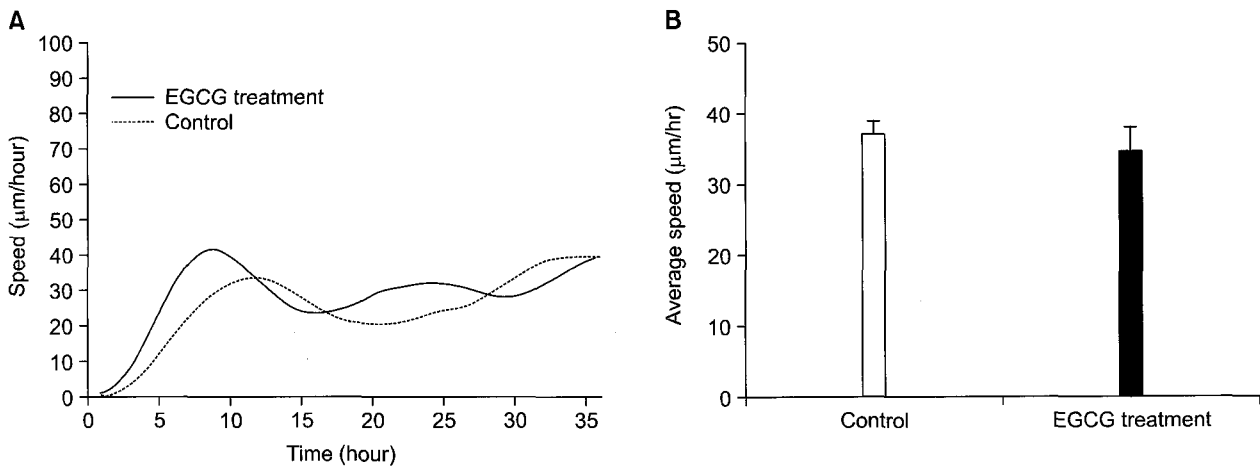 A
100
90
80
70
60
50
40
30
20
10
0
Speed (μm/hour)
EGCG treatment
Control
0 5 10 15 20 25 30 35
Time (hour)
B
50
40
30
20
10
0
Average speed (μm/hr)
Control EGCG treatment